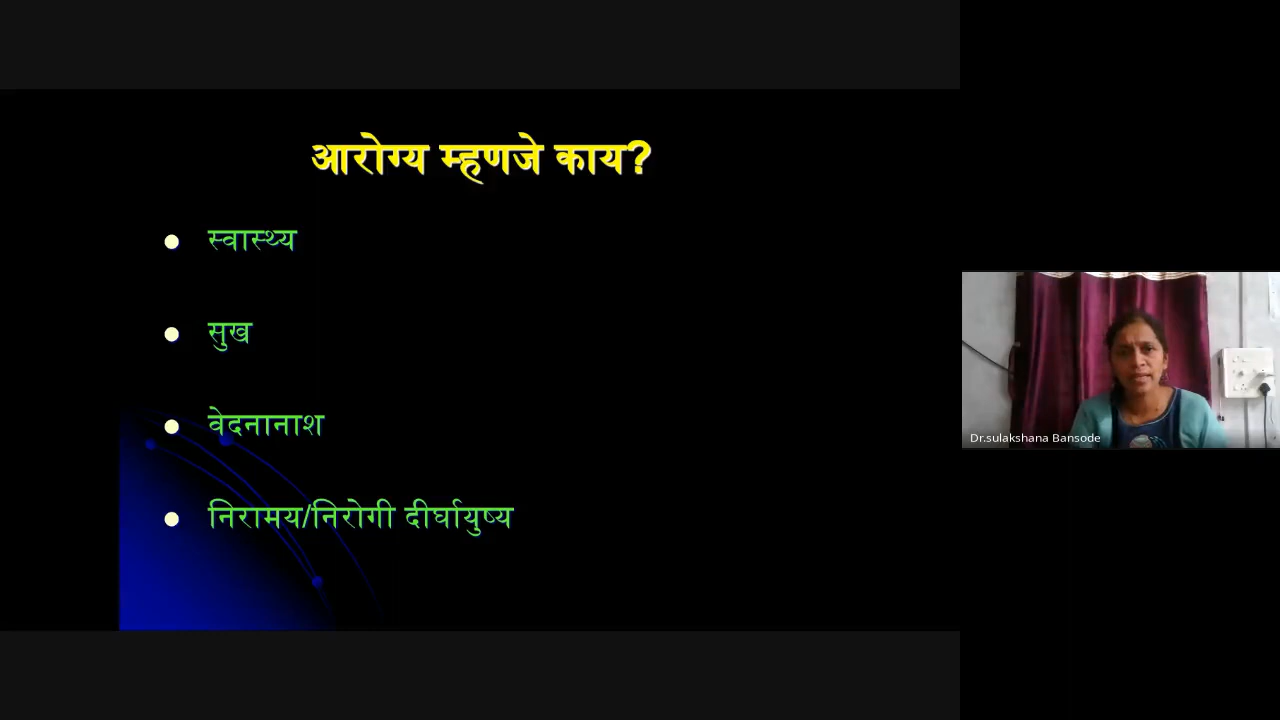 आरोग्य म्हणजे काय?
स्वास्थ्य
सुख
वेदनानाश
निरामय/निरोगी दीर्घायुष्य
Dr.sulakshana Bansode